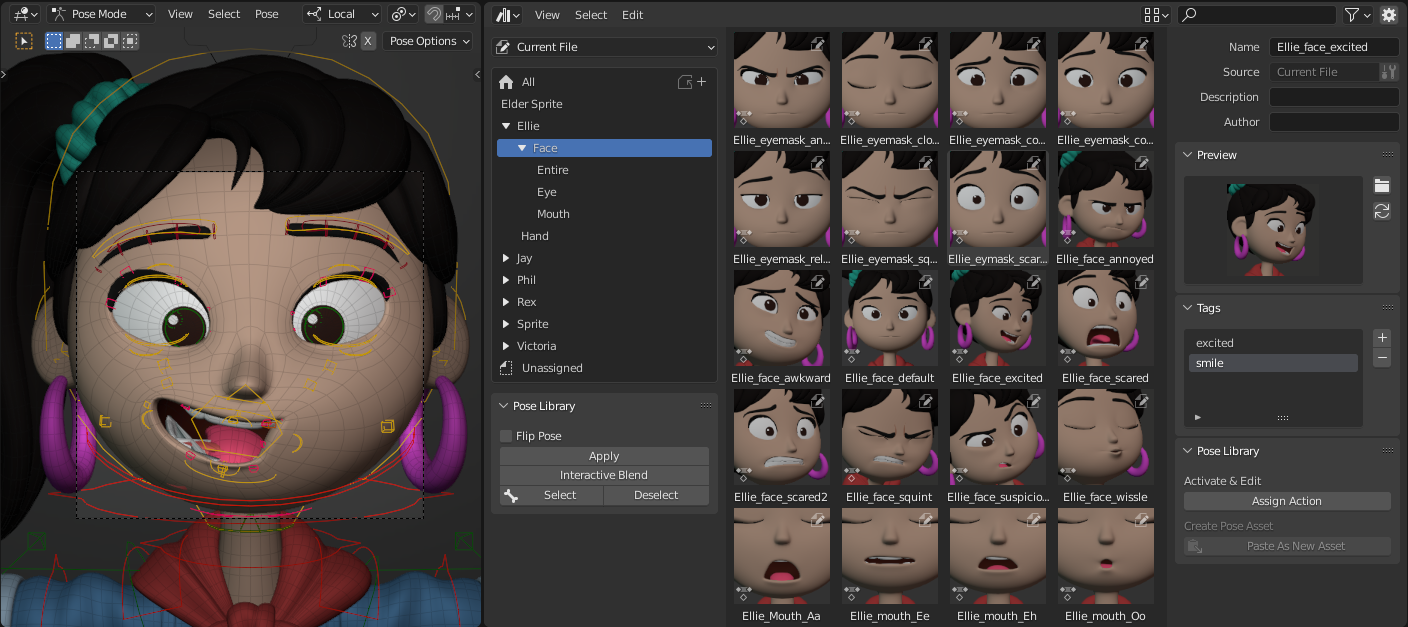 Pose Mode
View
Select
Pose
Local
X
Pose Options
View
Select
Edit
Current File
All
Elder Sprite
Ellie
Face
Entire
Eye
Mouth
Hand
Jay
Phil
Rex
Sprite
Victoria
Unassigned
Pose Library
Flip Pose
Apply
Interactive Blend
Select
Deselect
Ellie_eyemask_an...
Ellie_eyemask_clo...
Ellie_eyemask_co...
Ellie_eyemask_co...
Ellie_eyemask_rel...
Ellie_eyemask_sq...
Ellie_eymask_scar...
Ellie_face_annoyed
Ellie_face_awkward
Ellie_face_default
Ellie_face_excited
Ellie_face_scared
Ellie_face_scared2
Ellie_face_squint
Ellie_face_suspicio...
Ellie_face_wissle
Ellie_Mouth_Aa
Ellie_mouth_Ee
Ellie_mouth_Eh
Ellie_mouth_Oo
Name
Ellie_face_excited
Source
Current File
Description
Author
Preview
Tags
excited
smile
Pose Library
Activate & Edit
Assign Action
Create Pose Asset
Paste As New Asset